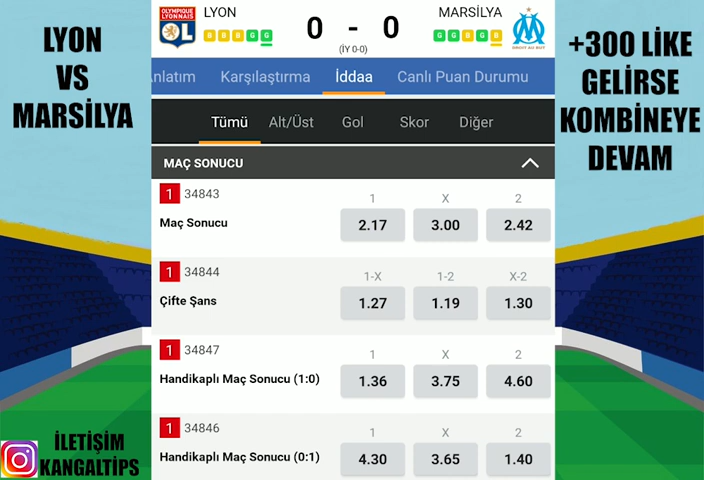 LYON
VS
MARSİLYA
OLYMPIQUE
LYONNAIS
LYON
B B B G G
0 - 0
(İY 0-0)
MARSİLYA
G G G B B
DROIT AU BUT
nlatım Karşılaştırma İddaa Canlı Puan Durumu
Tümü Alt/Üst Gol Skor Diğer
MAÇ SONUCU
1 34843 1 X 2
Maç Sonucu 2.17 3.00 2.42
1 34844 1-X 1-2 X-2
Çifte Şans 1.27 1.19 1.30
1 34847 1 X 2
Handikaplı Maç Sonucu (1:0) 1.36 3.75 4.60
1 34846 1 X 2
Handikaplı Maç Sonucu (0:1) 4.30 3.65 1.40
+300 LİKE
GELİRSE
KOMBİNEYE
DEVAM
İLETİŞİM
KANGALTİPS